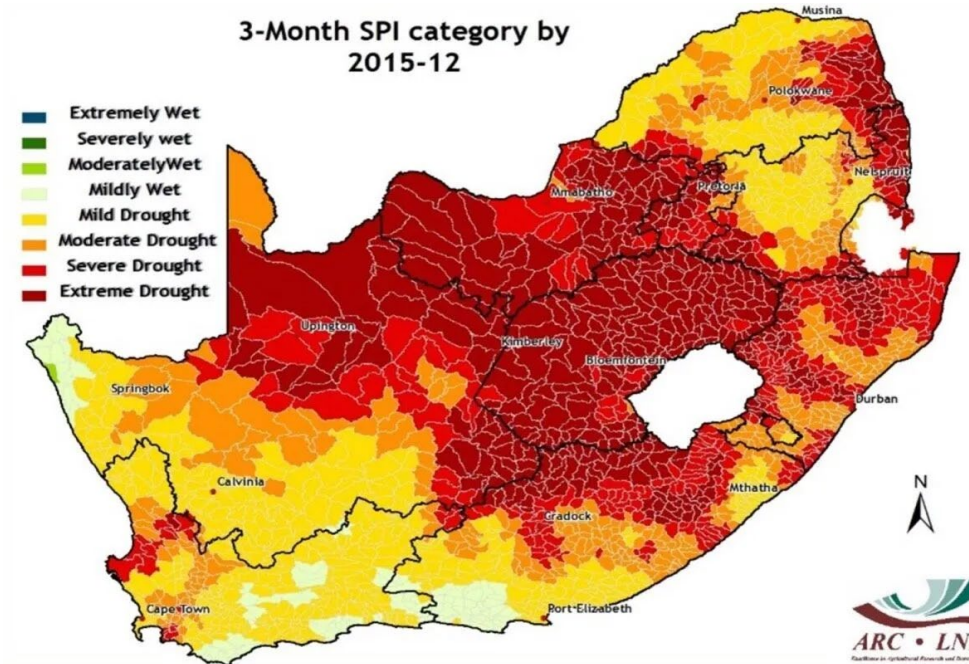 3-Month SPI category by
2015-12
Extremely Wet
Severely wet
ModeratelyWet
Mildly Wet
Mild Drought
Moderate Drought
Severe Drought
Extreme Drought
Musina
Polokwane
Nelspruit
Mmabatho
Pretoria
Upington
Kimberley
Bloemfontein
Springbok
Durban
Calvinia
Mthatha
N
Cradock
Cape Town
Port Elizabeth
ARC • LN